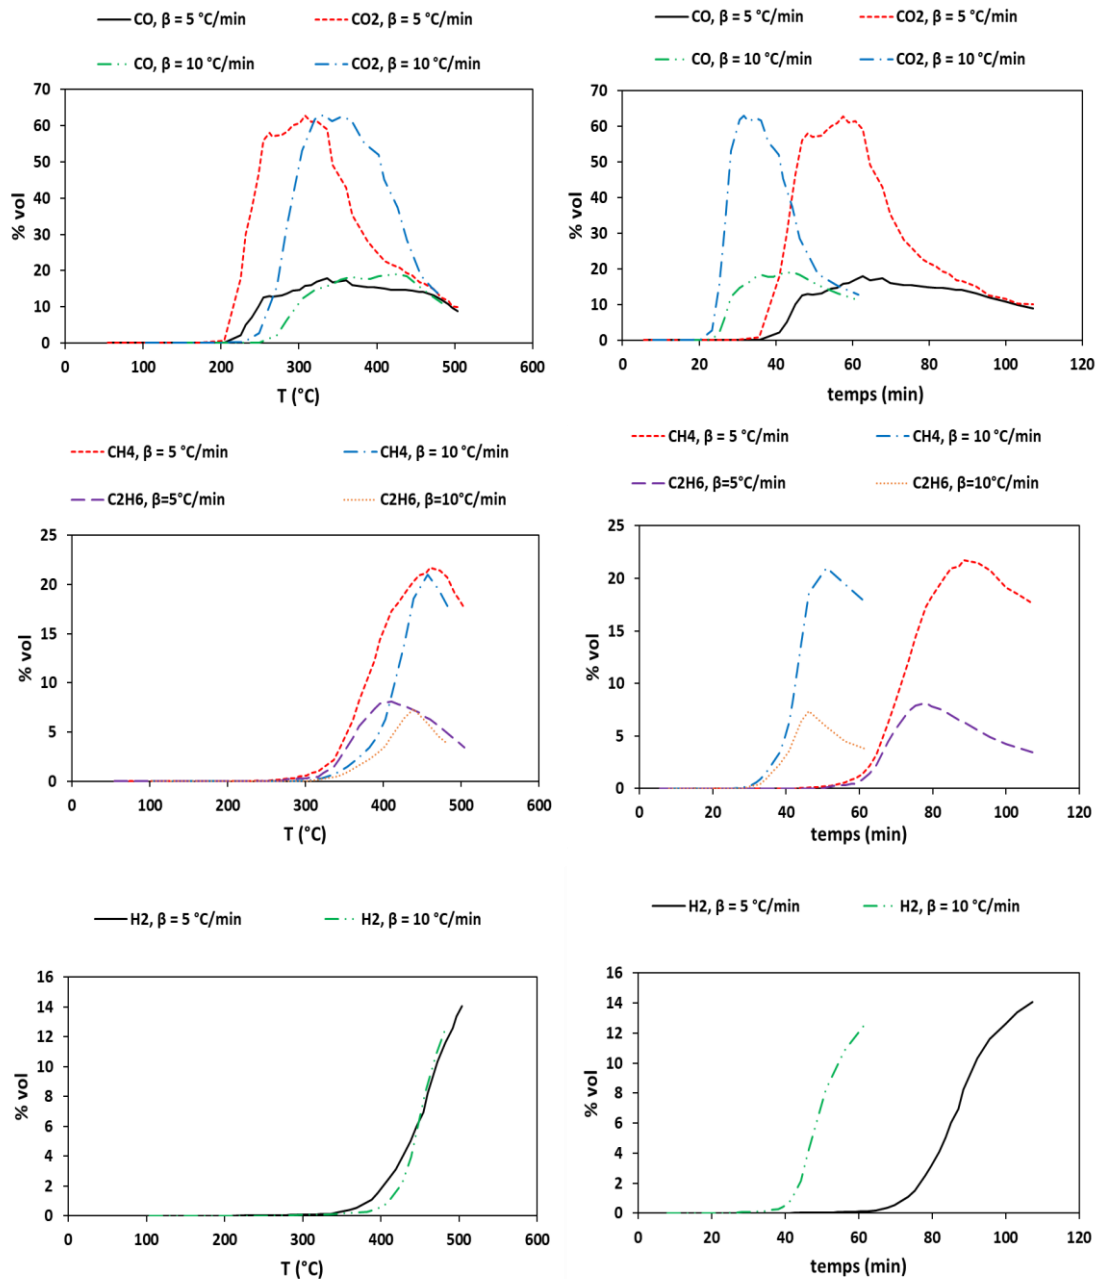 CO, β = 5 °C/min
CO2, β = 5 °C/min
CO, β = 10 °C/min
CO2, β = 10 °C/min
70
60
50
40
30
20
10
0
% vol
0 100 200 300 400 500 600
T (°C)
CO, β = 5 °C/min
CO2, β = 5 °C/min
CO, β = 10 °C/min
CO2, β = 10 °C/min
70
60
50
40
30
20
10
0
% vol
0 20 40 60 80 100 120
temps (min)
CH4, β = 5 °C/min
CH4, β = 10 °C/min
C2H6, β=5°C/min
C2H6, β=10°C/min
25
20
15
10
5
0
% vol
0 100 200 300 400 500 600
T (°C)
CH4, β = 5 °C/min
CH4, β = 10 °C/min
C2H6, β=5°C/min
C2H6, β=10°C/min
25
20
15
10
5
0
% vol
0 20 40 60 80 100 120
temps (min)
H2, β = 5 °C/min
H2, β = 10 °C/min
16
14
12
10
8
6
4
2
0
% vol
0 100 200 300 400 500 600
T (°C)
H2, β = 5 °C/min
H2, β = 10 °C/min
16
14
12
10
8
6
4
2
0
% vol
0 20 40 60 80 100 120
temps (min)